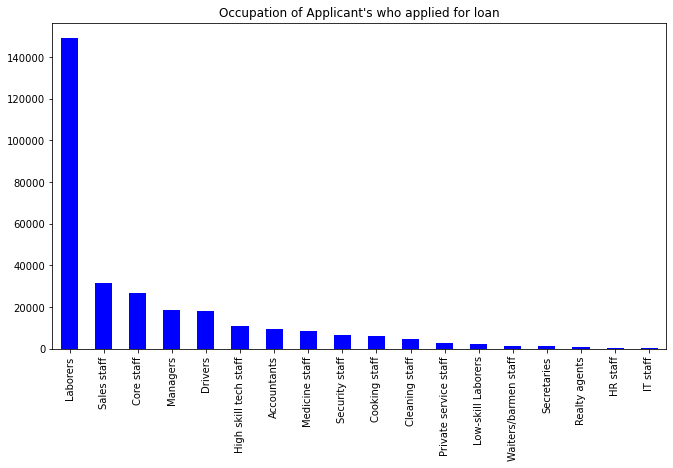 Occupation of Applicant's who applied for loan
140000
120000
100000
80000
60000
40000
20000
0
Laborers
Sales staff
Core staff
Managers
Drivers
High skill tech staff
Accountants
Medicine staff
Security staff
Cooking staff
Cleaning staff
Private service staff
Low-skill Laborers
Waiters/barmen staff
Secretaries
Realty agents
HR staff
IT staff